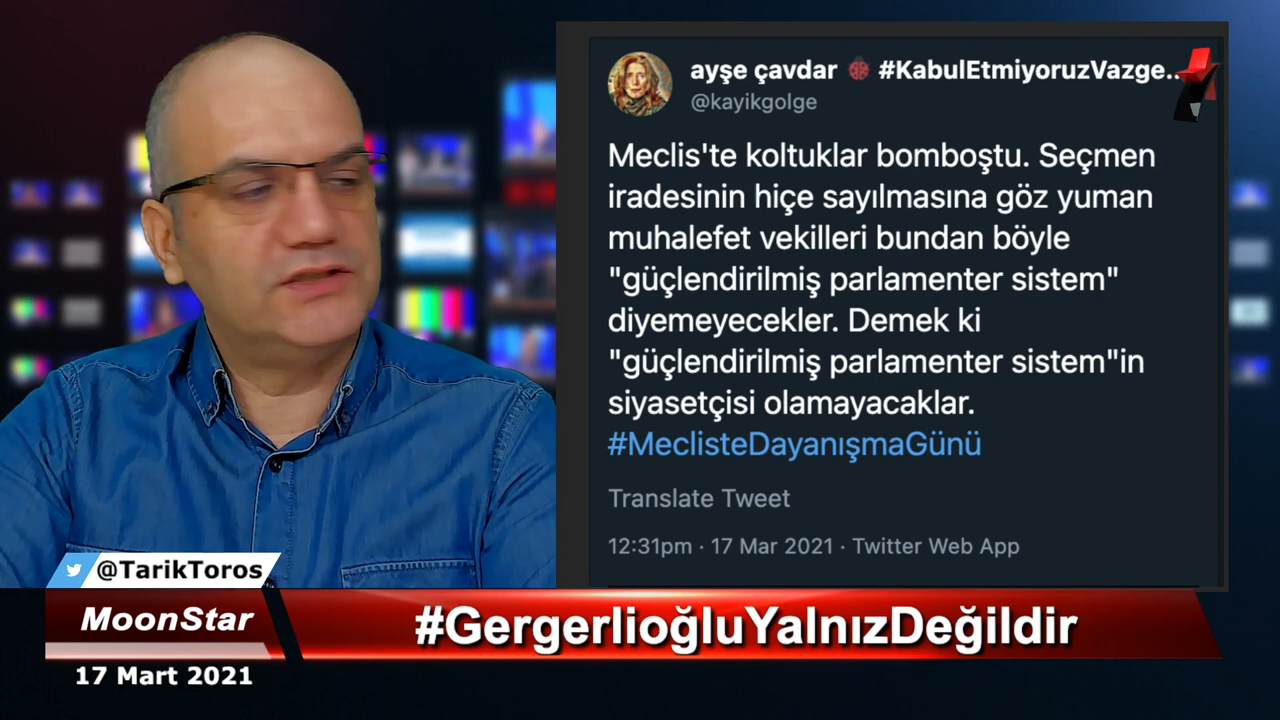 ayşe çavdar #KabulEtmiyoruzVazge..
@kayikgolge
Meclis'te koltuklar bomboştu. Seçmen
iradesinin hiçe sayılmasına göz yuman
muhalefet vekilleri bundan böyle
"güçlendirilmiş parlamenter sistem"
diyemeyecekler. Demek ki
"güçlendirilmiş parlamenter sistem"in
siyasetçisi olamayacaklar.
#MeclisteDayanışmaGünü
Translate Tweet
12:31pm · 17 Mar 2021 · Twitter Web App
@TarikToros
MoonStar
#GergerlioğluYalnızDeğildir
17 Mart 2021